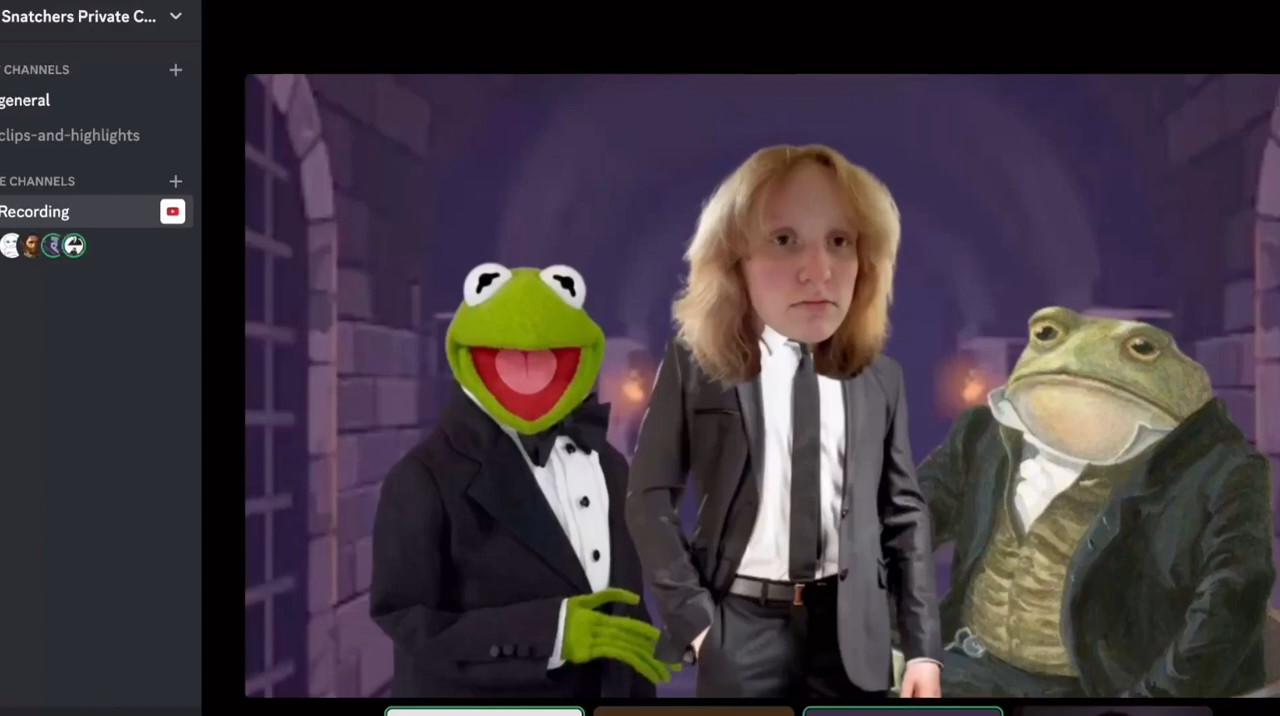 Snatchers Private C...
CHANNELS
general
clips-and-highlights
E CHANNELS
Recording